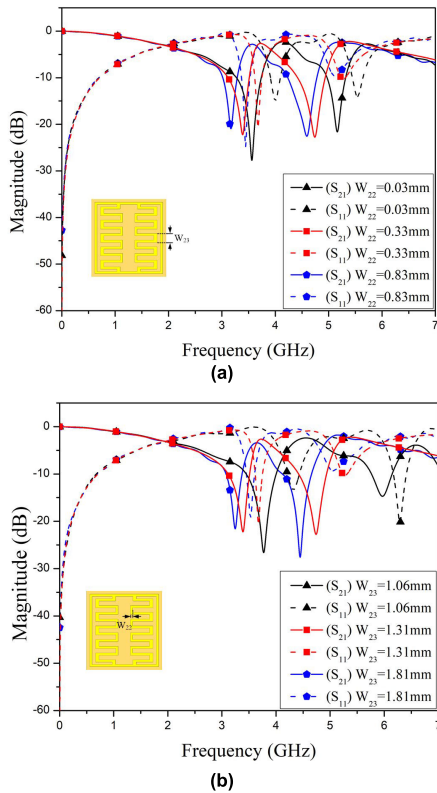 0
-10
-20
-30
-40
-50
-60
Magnitude (dB)
W23
(S21) W22=0.03mm
(S11) W22=0.03mm
(S21) W22=0.33mm
(S11) W22=0.33mm
(S21) W22=0.83mm
(S11) W22=0.83mm
0 1 2 3 4 5 6 7
Frequency (GHz)
(a)
0
-10
-20
-30
-40
-50
-60
Magnitude (dB)
W22
(S21) W23=1.06mm
(S11) W23=1.06mm
(S21) W23=1.31mm
(S11) W23=1.31mm
(S21) W23=1.81mm
(S11) W23=1.81mm
0 1 2 3 4 5 6 7
Frequency (GHz)
(b)